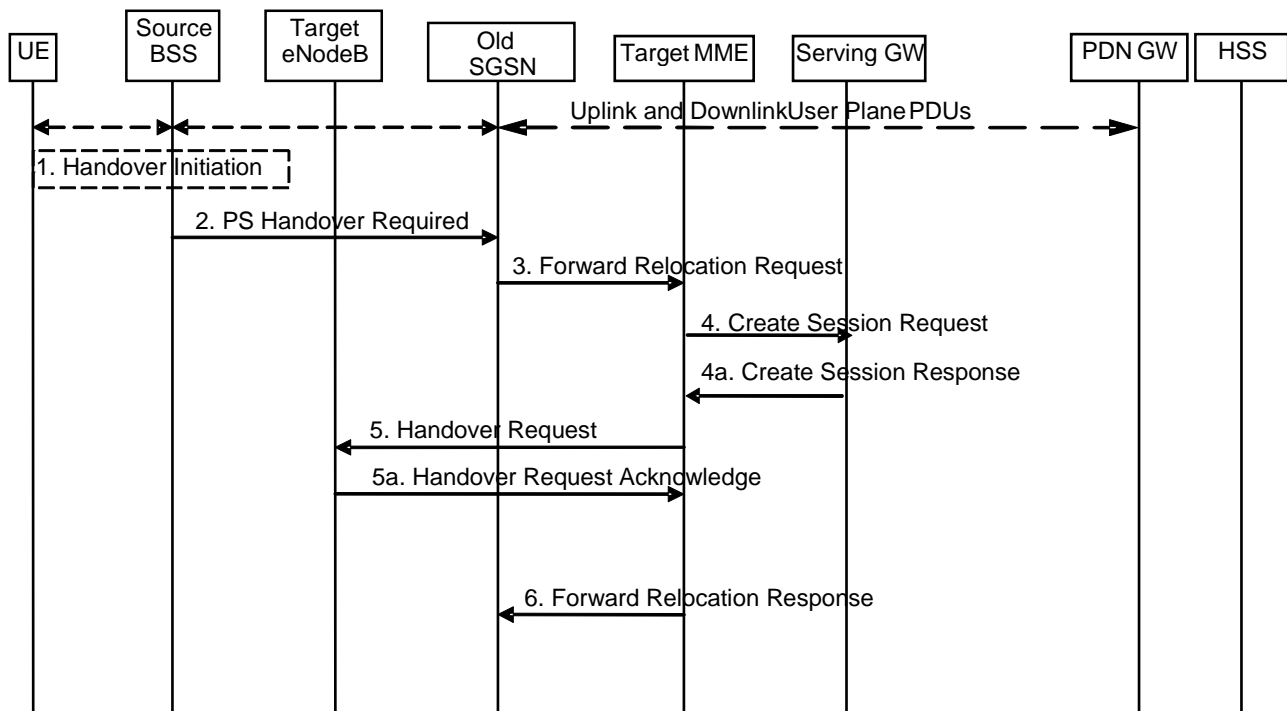 UE
Source
BSS
Target
eNodeB
Old
SGSN
Target MME
Serving GW
PDN GW
HSS
Uplink and DownlinkUser Plane PDUs
1. Handover Initiation
2. PS Handover Required
3. Forward Relocation Request
4. Create Session Request
4a. Create Session Response
5. Handover Request
5a. Handover Request Acknowledge
6. Forward Relocation Response